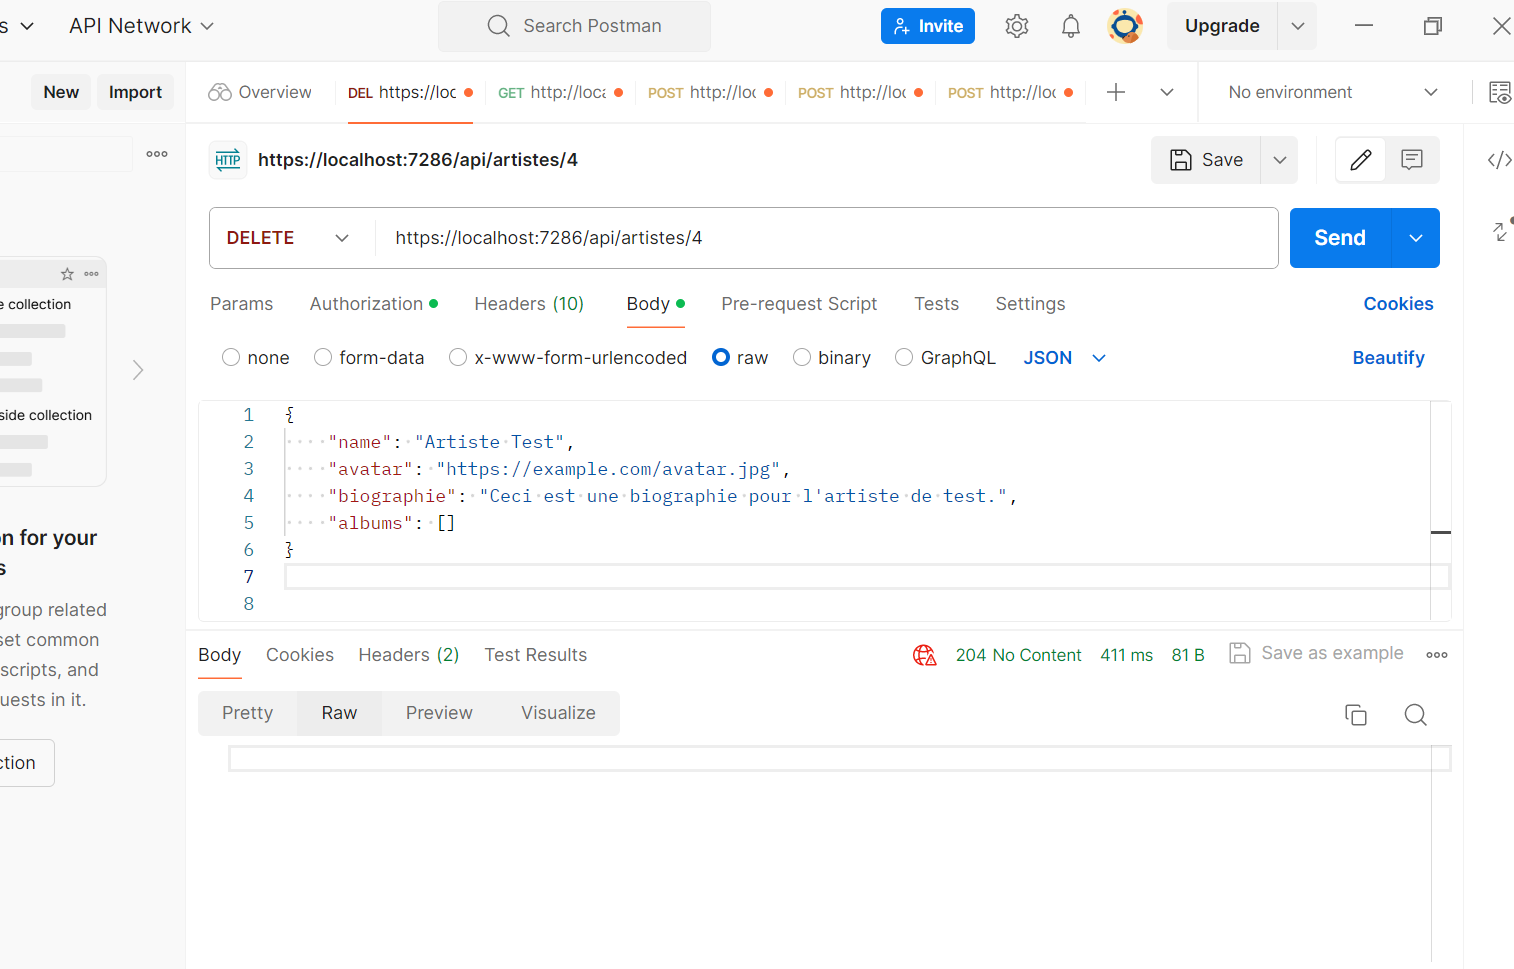 s
API Network
Search Postman
Invite
Upgrade
New
Import
Overview
DEL https://loc
GET http://loca
POST http://loc
POST http://loc
POST http://loc
No environment
HTTP
https://localhost:7286/api/artistes/4
Save
DELETE
https://localhost:7286/api/artistes/4
Send
Params
Authorization
Headers (10)
Body
Pre-request Script
Tests
Settings
Cookies
none
form-data
x-www-form-urlencoded
raw
binary
GraphQL
JSON
Beautify
1 {
2 "name": "Artiste Test",
3 "avatar": "https://example.com/avatar.jpg",
4 "biographie": "Ceci est une biographie pour l'artiste de test.",
5 "albums": []
6 }
7
8
e collection
side collection
on for your
s
group related
set common
scripts, and
uests in it.
ction
Body
Cookies
Headers (2)
Test Results
204 No Content
411 ms
81 B
Save as example
Pretty
Raw
Preview
Visualize